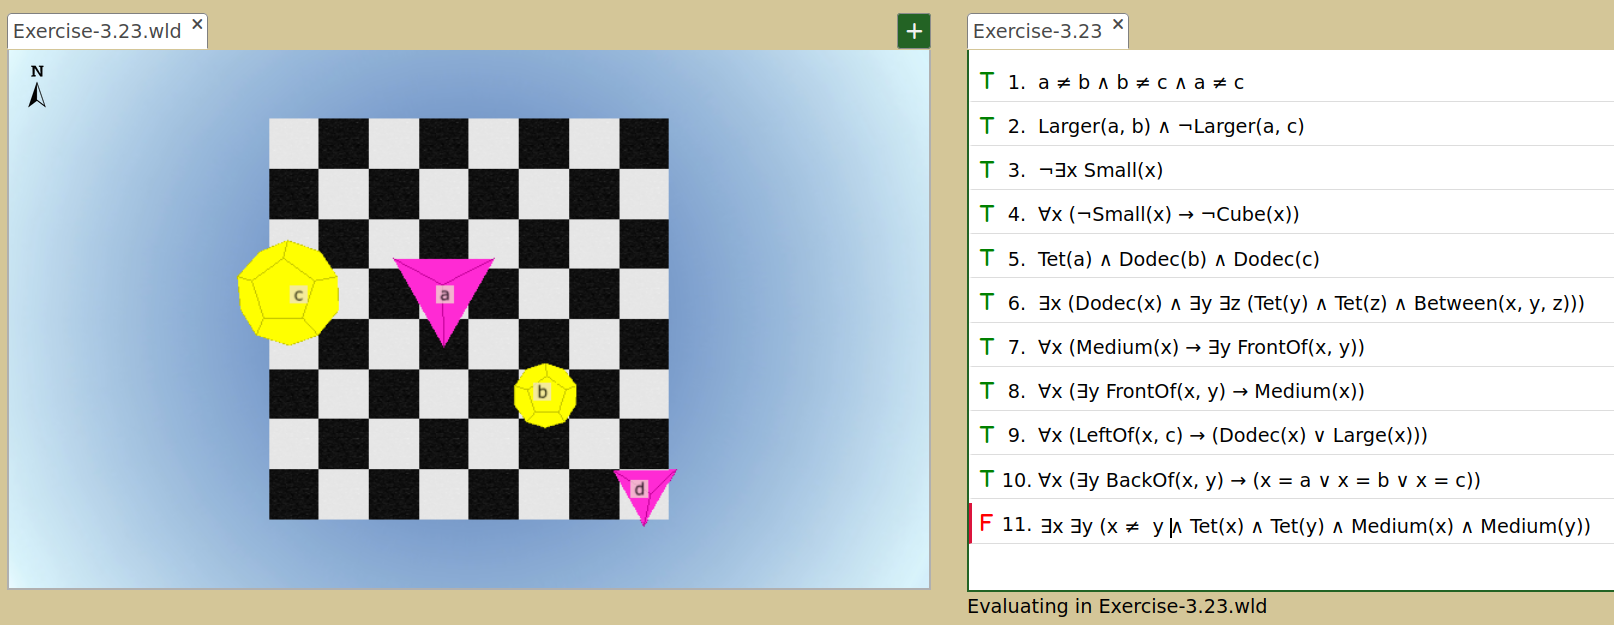 Exercise-3.23.wld ×
+
N
c
a
b
d
Exercise-3.23 ×
T 1. a ≠ b ∧ b ≠ c ∧ a ≠ c
T 2. Larger(a, b) ∧ ¬Larger(a, c)
T 3. ¬∃x Small(x)
T 4. ∀x (¬Small(x) → ¬Cube(x))
T 5. Tet(a) ∧ Dodec(b) ∧ Dodec(c)
T 6. ∃x (Dodec(x) ∧ ∃y ∃z (Tet(y) ∧ Tet(z) ∧ Between(x, y, z)))
T 7. ∀x (Medium(x) → ∃y FrontOf(x, y))
T 8. ∀x (∃y FrontOf(x, y) → Medium(x))
T 9. ∀x (LeftOf(x, c) → (Dodec(x) ∨ Large(x)))
T 10. ∀x (∃y BackOf(x, y) → (x = a ∨ x = b ∨ x = c))
F 11. ∃x ∃y (x ≠ y ∧ Tet(x) ∧ Tet(y) ∧ Medium(x) ∧ Medium(y))
Evaluating in Exercise-3.23.wld